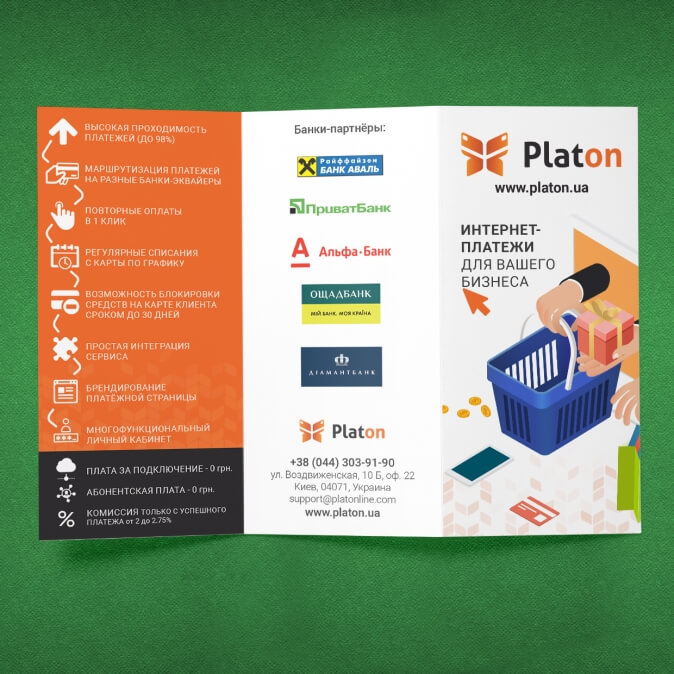 ВЫСОКАЯ ПРОХОДИМОСТЬ
ПЛАТЕЖЕЙ (ДО 98%)
МАРШРУТИЗАЦИЯ ПЛАТЕЖЕЙ
НА РАЗНЫЕ БАНКИ-ЭКВАЙЕРЫ
ПОВТОРНЫЕ ОПЛАТЫ
В 1 КЛИК
РЕГУЛЯРНЫЕ СПИСАНИЯ
С КАРТЫ ПО ГРАФИКУ
ВОЗМОЖНОСТЬ БЛОКИРОВКИ
СРЕДСТВ НА КАРТЕ КЛИЕНТА
СРОКОМ ДО 30 ДНЕЙ
ПРОСТАЯ ИНТЕГРАЦИЯ
СЕРВИСА
БРЕНДИРОВАНИЕ
ПЛАТЁЖНОЙ СТРАНИЦЫ
МНОГОФУНКЦИОНАЛЬНЫЙ
ЛИЧНЫЙ КАБИНЕТ
ПЛАТА ЗА ПОДКЛЮЧЕНИЕ - 0 грн.
АБОНЕНТСКАЯ ПЛАТА - 0 грн.
% КОМИССИЯ ТОЛЬКО С УСПЕШНОГО
ПЛАТЕЖА от 2 до 2.75%
Банки-партнёры:
Райффайзен
БАНК АВАЛЬ
ПриватБанк
А Альфа·Банк
ОЩАДБАНК
МІЙ БАНК. МОЯ КРАЇНА
ДІАМАНТБАНК
Platon
+38 (044) 303-91-90
ул. Воздвиженская, 10 Б, оф. 22
Киев, 04071, Украина
support@platonline.com
www.platon.ua
Platon
www.platon.ua
ИНТЕРНЕТ-
ПЛАТЕЖИ
ДЛЯ ВАШЕГО
БИЗНЕСА